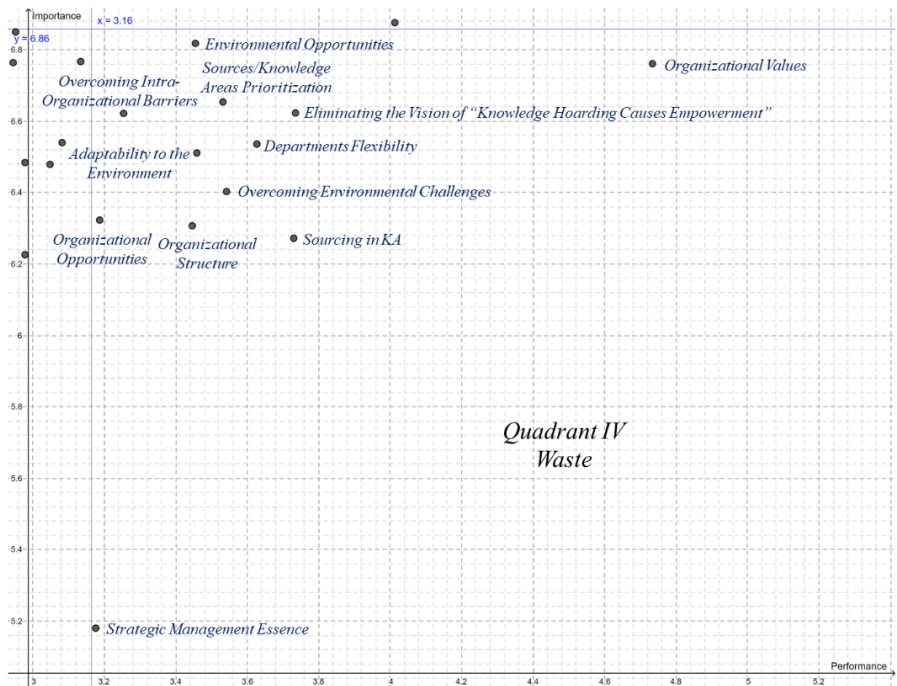 Importance
x = 3.16
y = 6.86
6.8
Environmental Opportunities
Sources/Knowledge
Areas Prioritization
Organizational Values
Overcoming Intra-
Organizational Barriers
6.6
Eliminating the Vision of “Knowledge Hoarding Causes Empowerment”
Departments Flexibility
Adaptability to the
Environment
6.4
Overcoming Environmental Challenges
Organizational
Opportunities
Organizational
Structure
Sourcing in KA
6.2
6
5.8
Quadrant IV
Waste
5.6
5.4
5.2
Strategic Management Essence
Performance
3 3.2 3.4 3.6 3.8 4 4.2 4.4 4.6 4.8 5 5.2